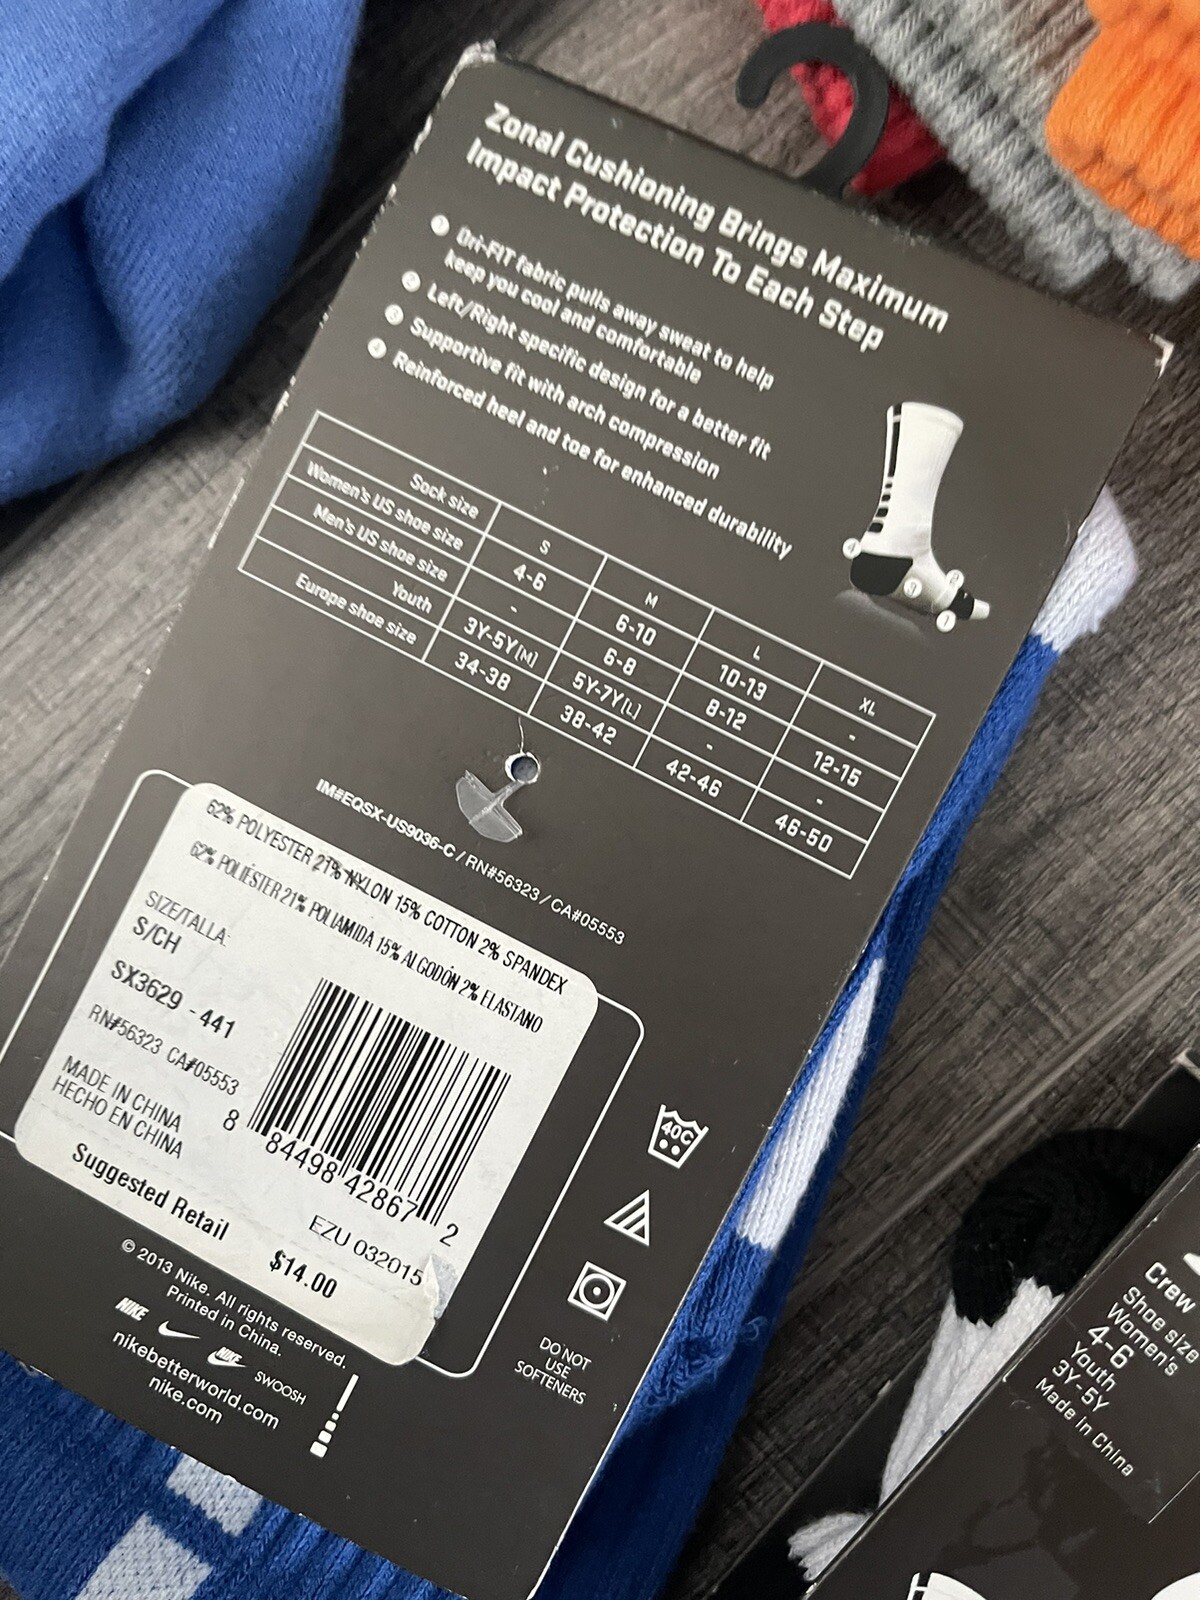 Zonal Cushioning Brings Maximum
Impact Protection To Each Step
1 Dri-FIT fabric pulls away sweat to help
keep you cool and comfortable
2 Left/Right specific design for a better fit
3 Supportive fit with arch compression
4 Reinforced heel and toe for enhanced durability
Sock size S M L XL
Women's US shoe size 4-6 6-10 10-13 -
Men's US shoe size - 6-8 8-12 12-15
Youth 3Y-5Y(M) 5Y-7Y(L) - -
Europe shoe size 34-38 38-42 42-46 46-50
4
3
2
1
IM#EQSX-US9036-C / RN#56323 / CA#05553
62% POLYESTER 21% NYLON 15% COTTON 2% SPANDEX
62% POLIÉSTER 21% POLIAMIDA 15% ALGODÓN 2% ELASTANO
SIZE/TALLA:
S/CH
SX3629 - 441
RN#56323 CA#05553
MADE IN CHINA
HECHO EN CHINA
8 84498 42867 2
EZU 032015
Suggested Retail
$14.00
40C
DO NOT
USE
SOFTENERS
© 2013 Nike. All rights reserved.
Printed in China.
NIKE NIKE SWOOSH
nikebetterworld.com
nike.com
Crew
Shoe size
Women's
4-6
Youth
3Y-5Y
Made in China